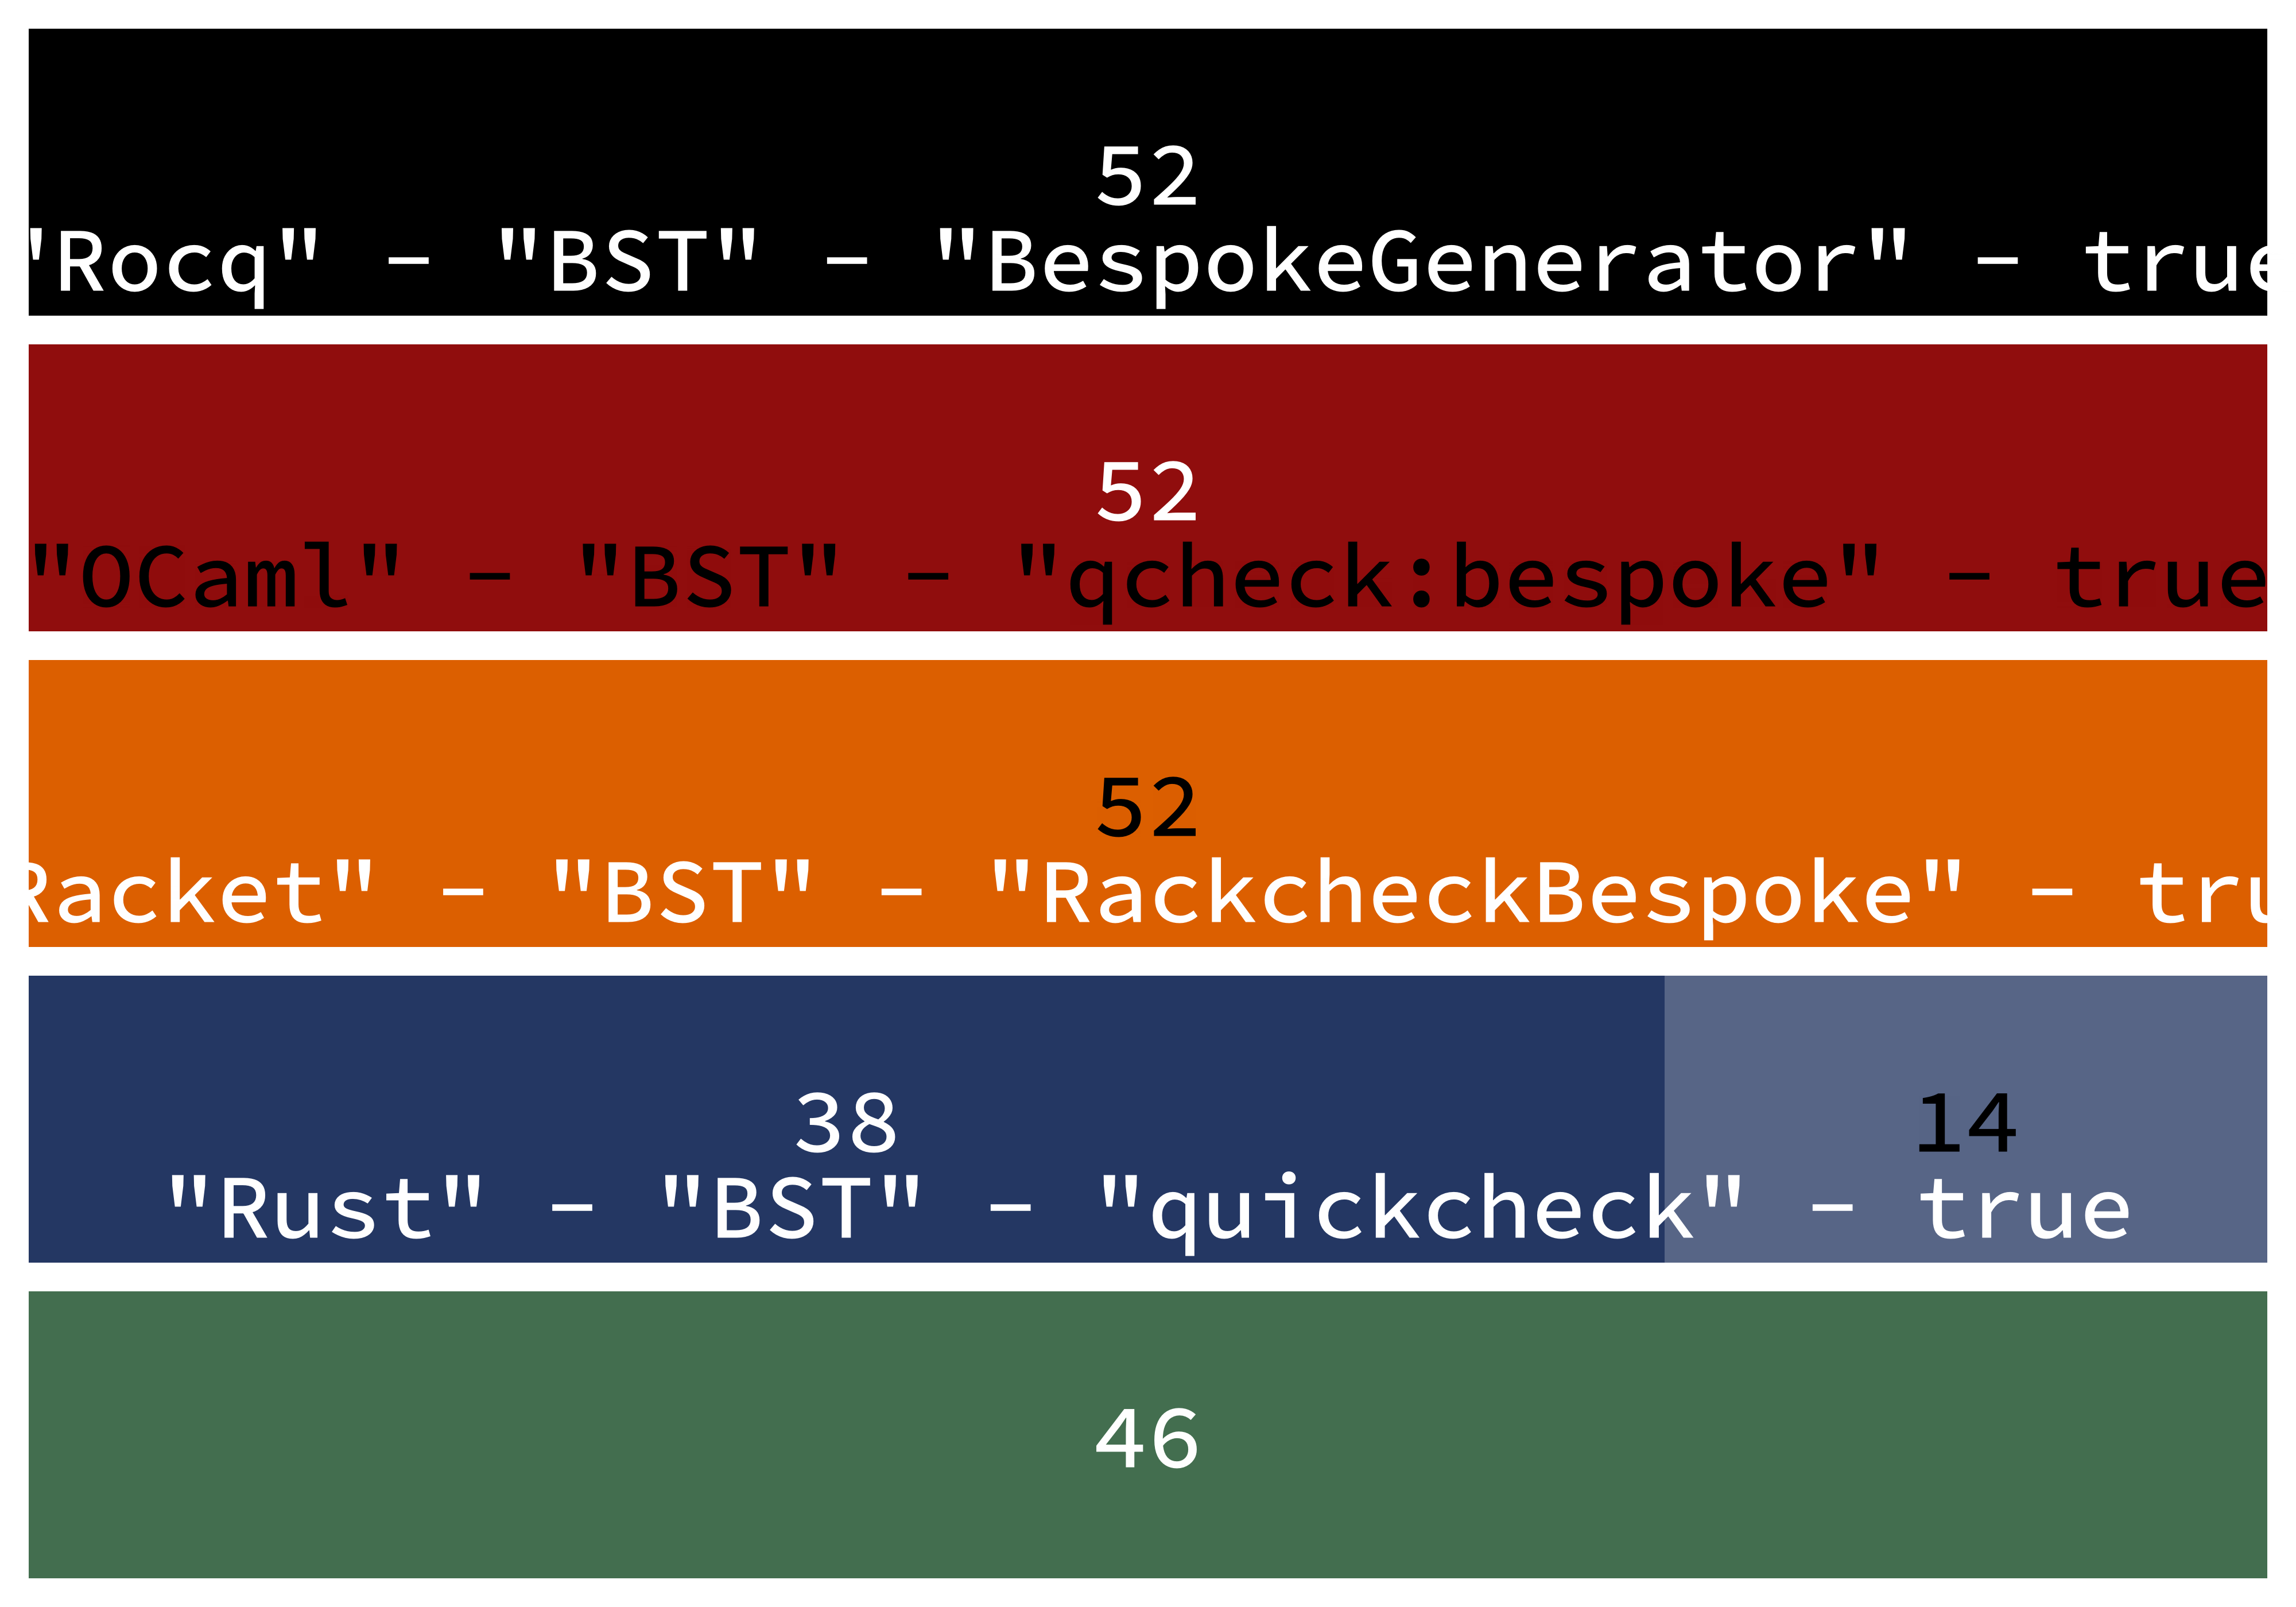 52
"Rocq" - "BST" - "BespokeGenerator" - true
52
"OCaml" - "BST" - "qcheck:bespoke" - true
52
Racket" - "BST" - "RackcheckBespoke" - tru
38 14
"Rust" - "BST" - "quickcheck" - true
46